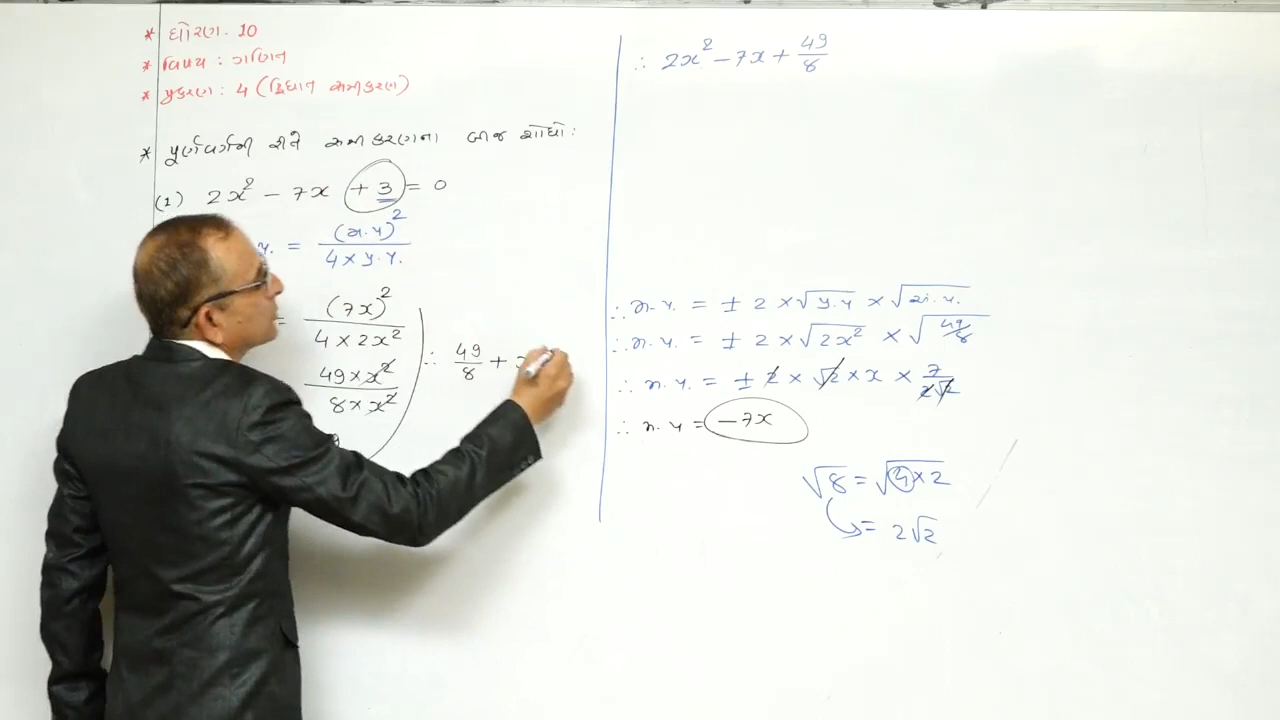 * ધોરણ. 10
* વિષય : ગણિત
* પ્રકરણ : 4 (દ્વિઘાત સમીકરણ)
* પૂર્ણવર્ગની રીતે સમીકરણના બીજ શોધો :
(1) 2x² − 7x + 3 = 0
= (મ.પ)² / 4 × પ્ર.પ.
= (7x)² / 4 × 2x²
49 × x² / 8 × x²
∴ 49/8 +
∴ 2x² − 7x + 49/8
∴ મ.પ. = ± 2 × √પ્ર.પ × √અં.પ.
∴ મ.પ. = ± 2 × √2x² × √49/8
∴ મ.પ. = ± 2 × √2 × x × 7/2√2
∴ મ.પ = −7x
√8 = √4 × 2
= 2√2